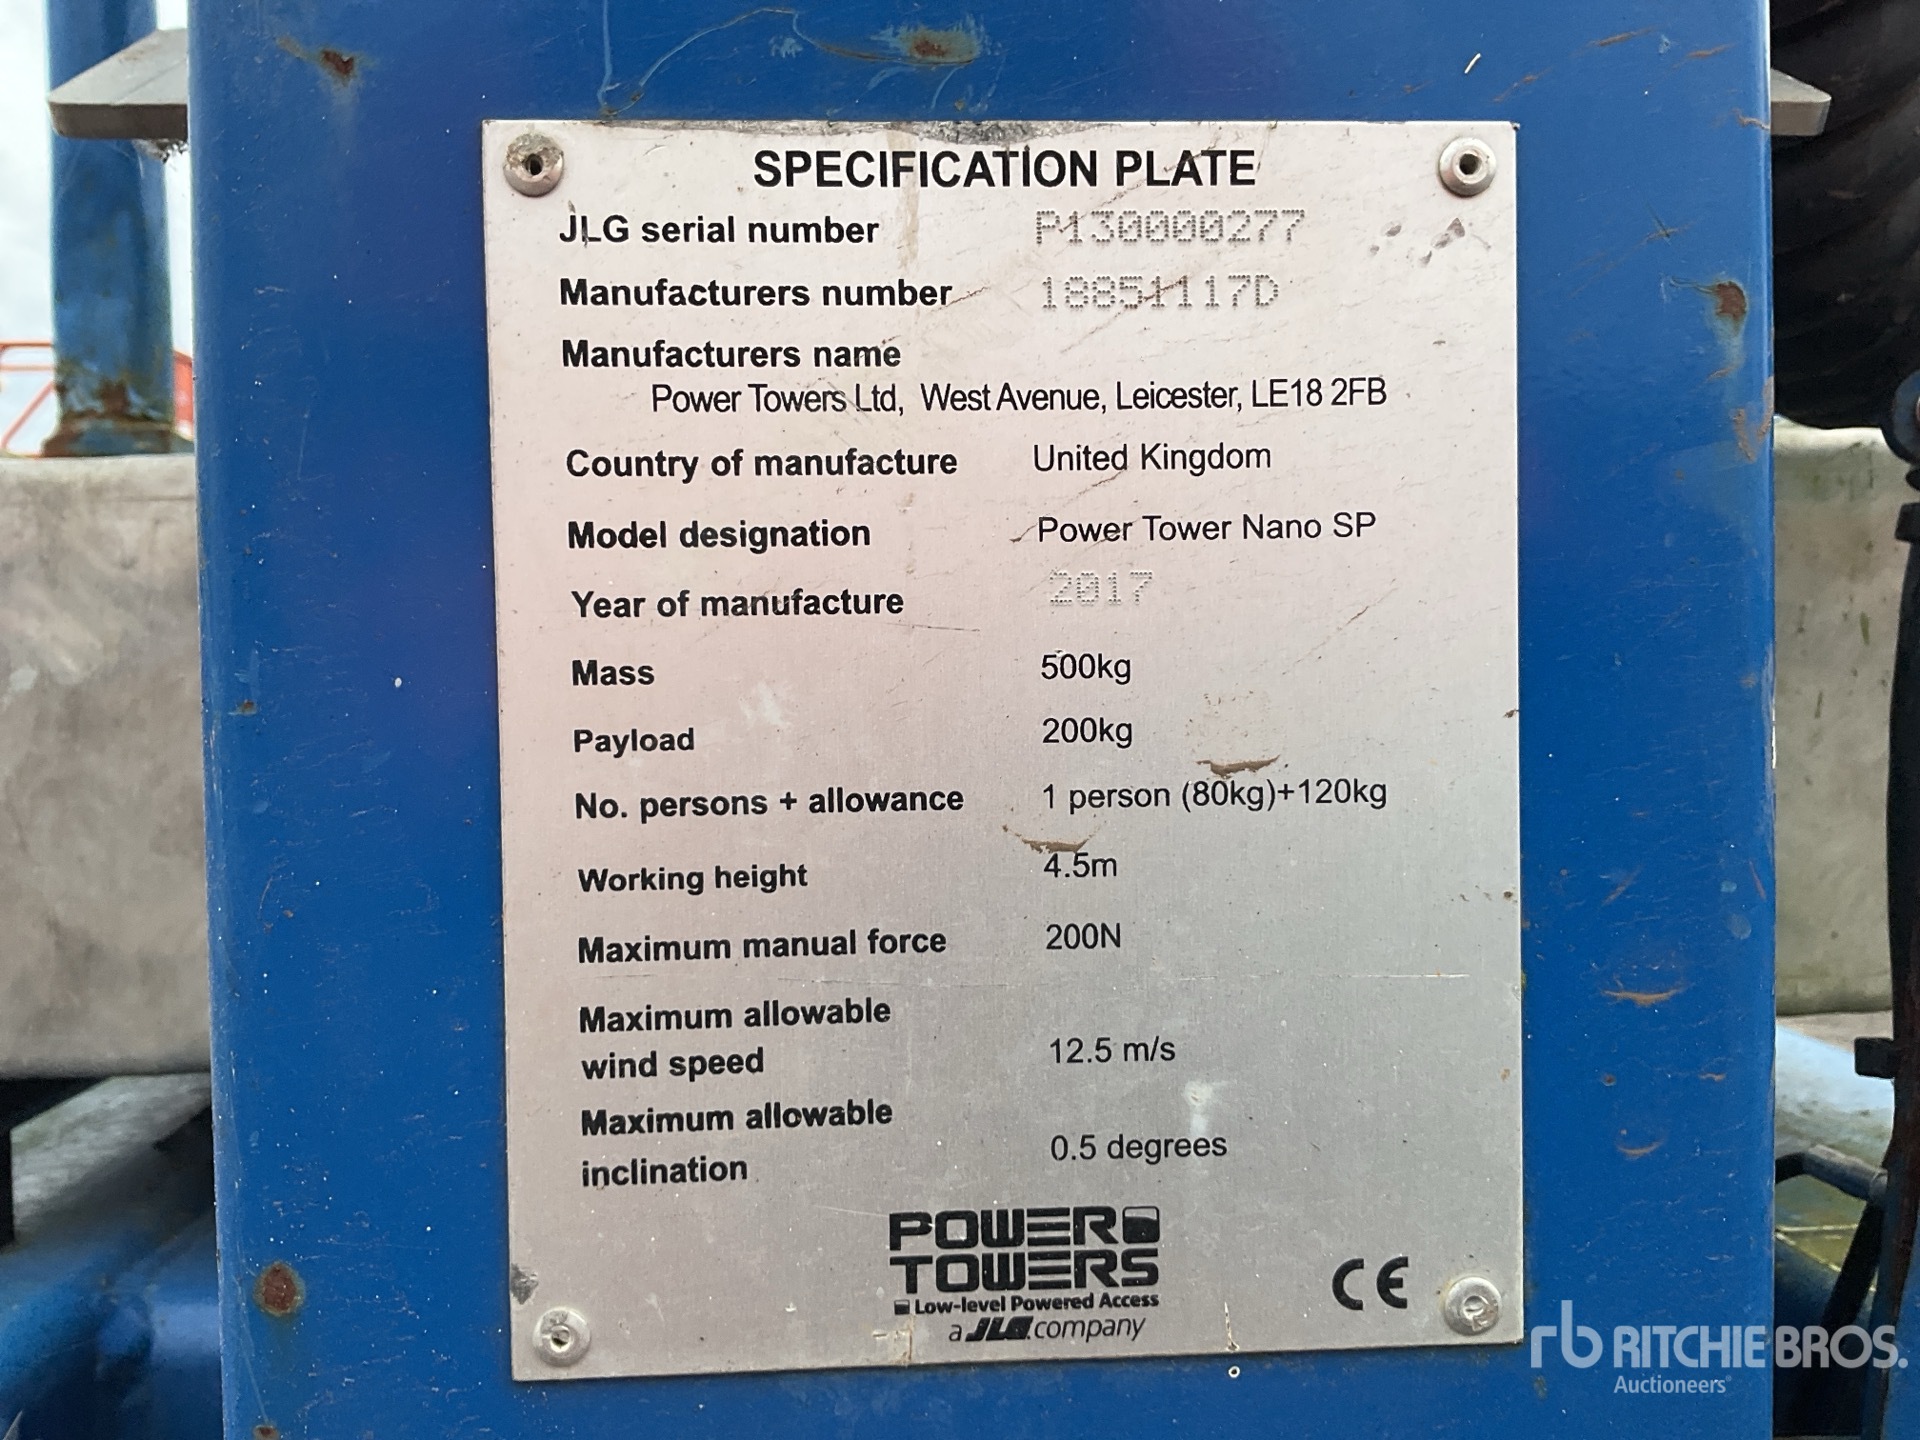 SPECIFICATION PLATE
JLG serial number P130000277
Manufacturers number 18851117D
Manufacturers name
Power Towers Ltd, West Avenue, Leicester, LE18 2FB
Country of manufacture United Kingdom
Model designation Power Tower Nano SP
Year of manufacture 2017
Mass 500kg
Payload 200kg
No. persons + allowance 1 person (80kg)+120kg
Working height 4.5m
Maximum manual force 200N
Maximum allowable
wind speed 12.5 m/s
Maximum allowable
inclination 0.5 degrees
POWER
TOWERS
Low-level Powered Access
a JLG company
CE
rb RITCHIE BROS.
Auctioneers